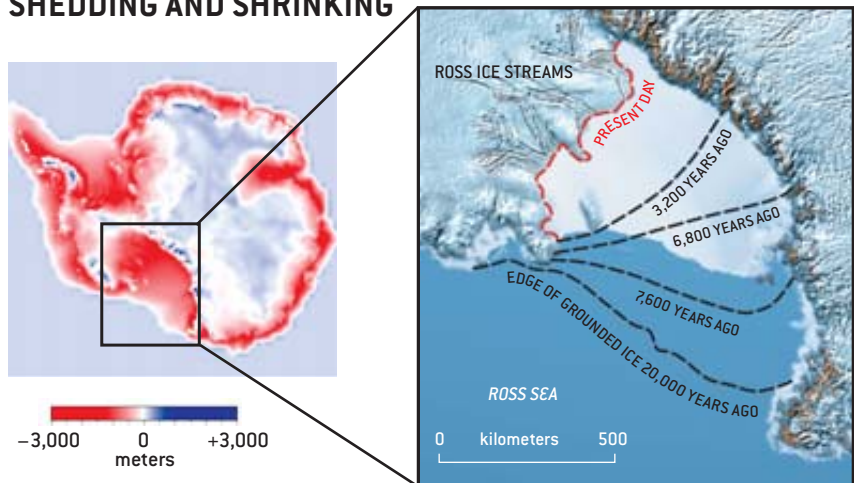 SHEDDING AND SHRINKING
−3,000 0 +3,000
meters
ROSS ICE STREAMS
PRESENT DAY
3,200 YEARS AGO
6,800 YEARS AGO
7,600 YEARS AGO
EDGE OF GROUNDED ICE 20,000 YEARS AGO
ROSS SEA
0 kilometers 500